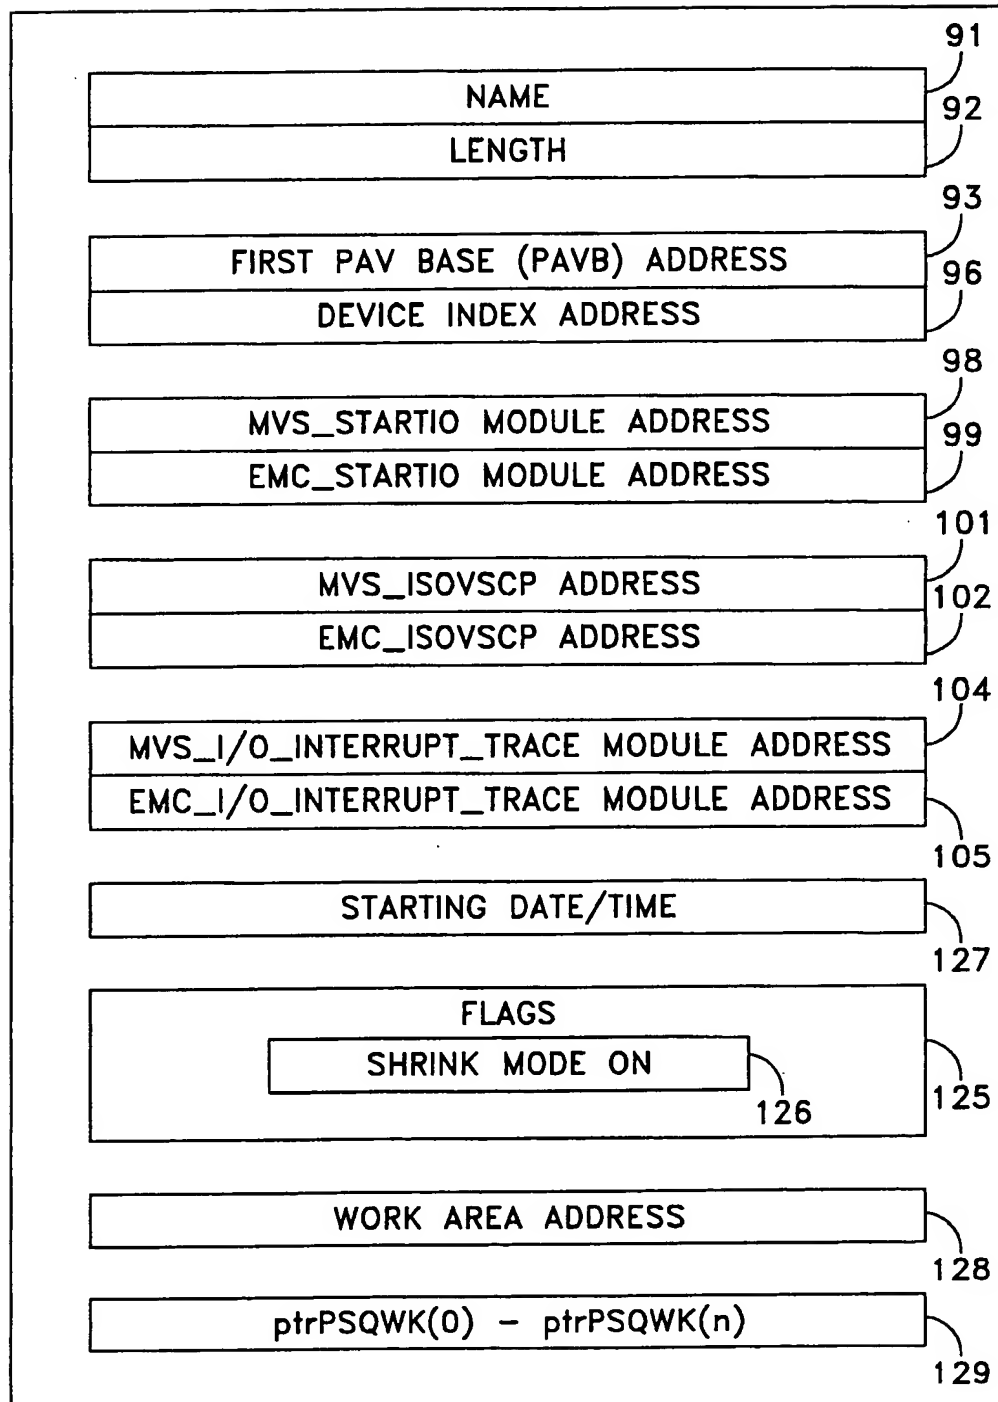 91
NAME
92
LENGTH
93
FIRST PAV BASE (PAVB) ADDRESS
96
DEVICE INDEX ADDRESS
98
MVS_STARTIO MODULE ADDRESS
99
EMC_STARTIO MODULE ADDRESS
101
MVS_ISOVSCP ADDRESS
102
EMC_ISOVSCP ADDRESS
104
MVS_I/O_INTERRUPT_TRACE MODULE ADDRESS
EMC_I/O_INTERRUPT_TRACE MODULE ADDRESS
105
STARTING DATE/TIME
127
FLAGS
SHRINK MODE ON
126
125
WORK AREA ADDRESS
128
ptrPSQWK(0) – ptrPSQWK(n)
129